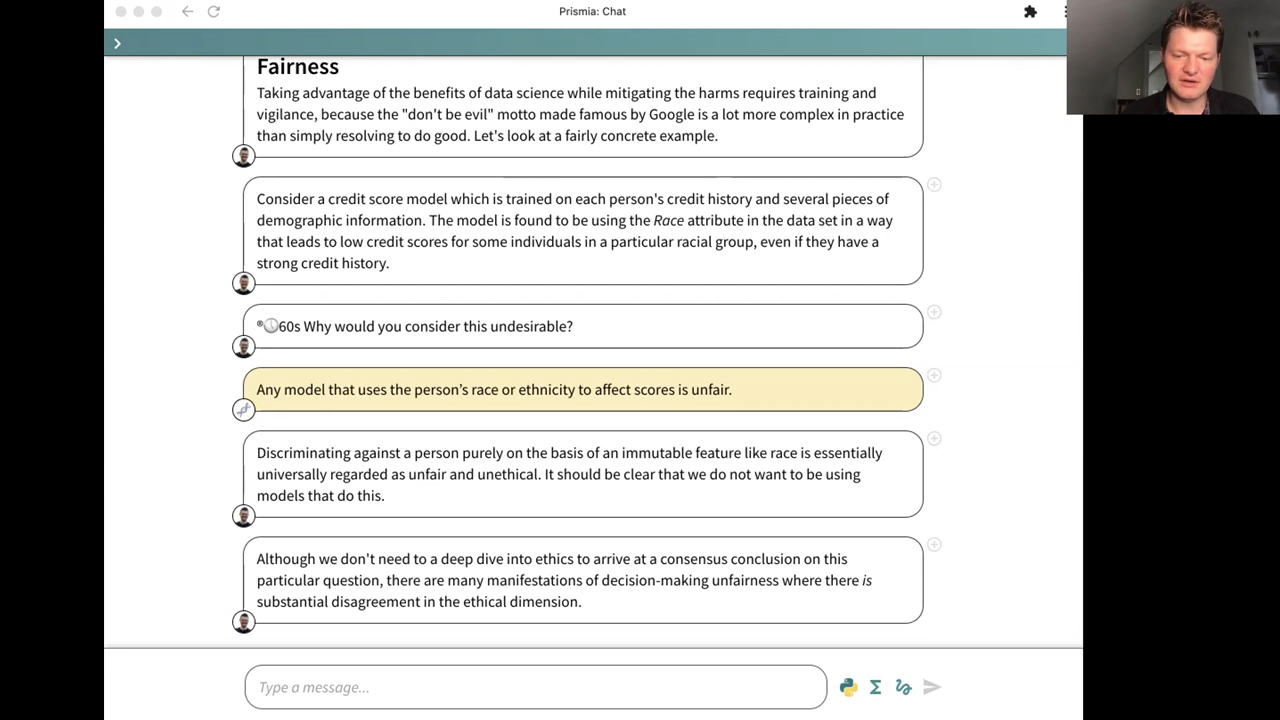 Prismia: Chat
Fairness
Taking advantage of the benefits of data science while mitigating the harms requires training and
vigilance, because the "don't be evil" motto made famous by Google is a lot more complex in practice
than simply resolving to do good. Let's look at a fairly concrete example.
Consider a credit score model which is trained on each person's credit history and several pieces of
demographic information. The model is found to be using the Race attribute in the data set in a way
that leads to low credit scores for some individuals in a particular racial group, even if they have a
strong credit history.
60s Why would you consider this undesirable?
Any model that uses the person’s race or ethnicity to affect scores is unfair.
Discriminating against a person purely on the basis of an immutable feature like race is essentially
universally regarded as unfair and unethical. It should be clear that we do not want to be using
models that do this.
Although we don't need to a deep dive into ethics to arrive at a consensus conclusion on this
particular question, there are many manifestations of decision-making unfairness where there is
substantial disagreement in the ethical dimension.
Type a message...